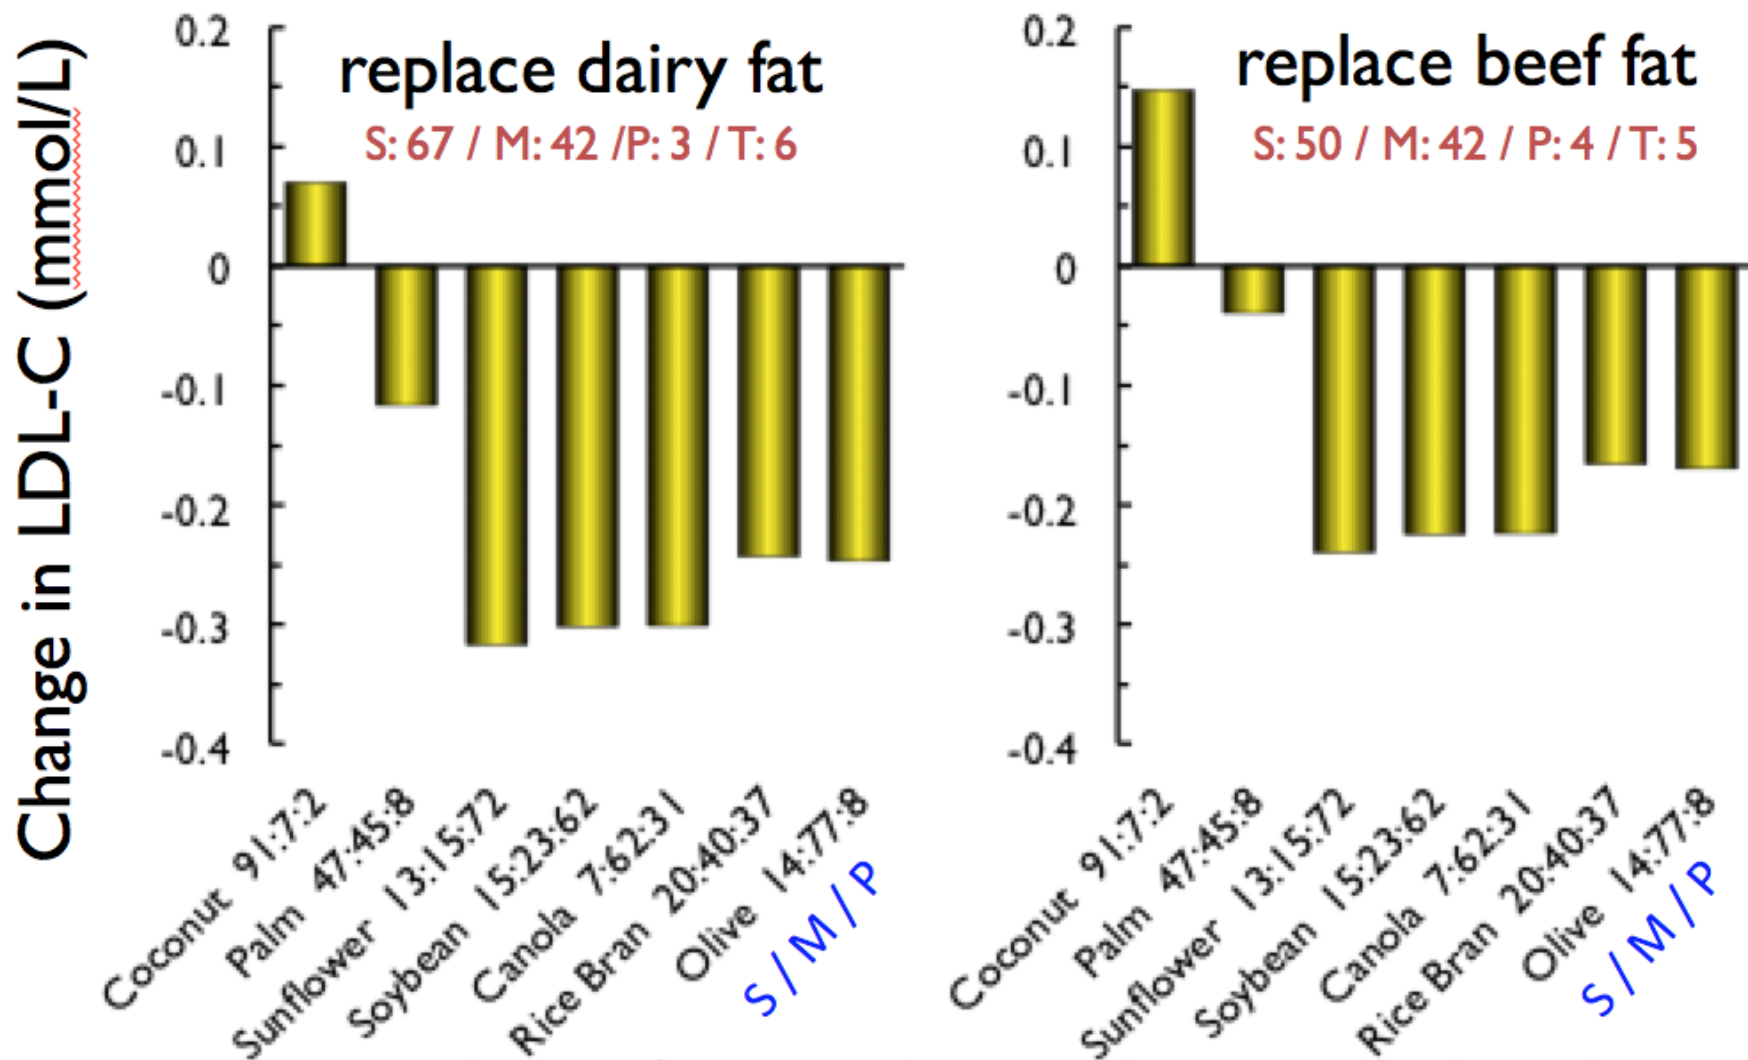 Change in LDL-C (mmol/L)
replace dairy fat
S: 67 / M: 42 /P: 3 / T: 6
0.2
0.1
0
-0.1
-0.2
-0.3
-0.4
Coconut 91:7:2
Palm 47:45:8
Sunflower 13:15:72
Soybean 15:23:62
Canola 7:62:31
Rice Bran 20:40:37
Olive 14:77:8
S / M / P
replace beef fat
S: 50 / M: 42 / P: 4 / T: 5
0.2
0.1
0
-0.1
-0.2
-0.3
-0.4
Coconut 91:7:2
Palm 47:45:8
Sunflower 13:15:72
Soybean 15:23:62
Canola 7:62:31
Rice Bran 20:40:37
Olive 14:77:8
S / M / P